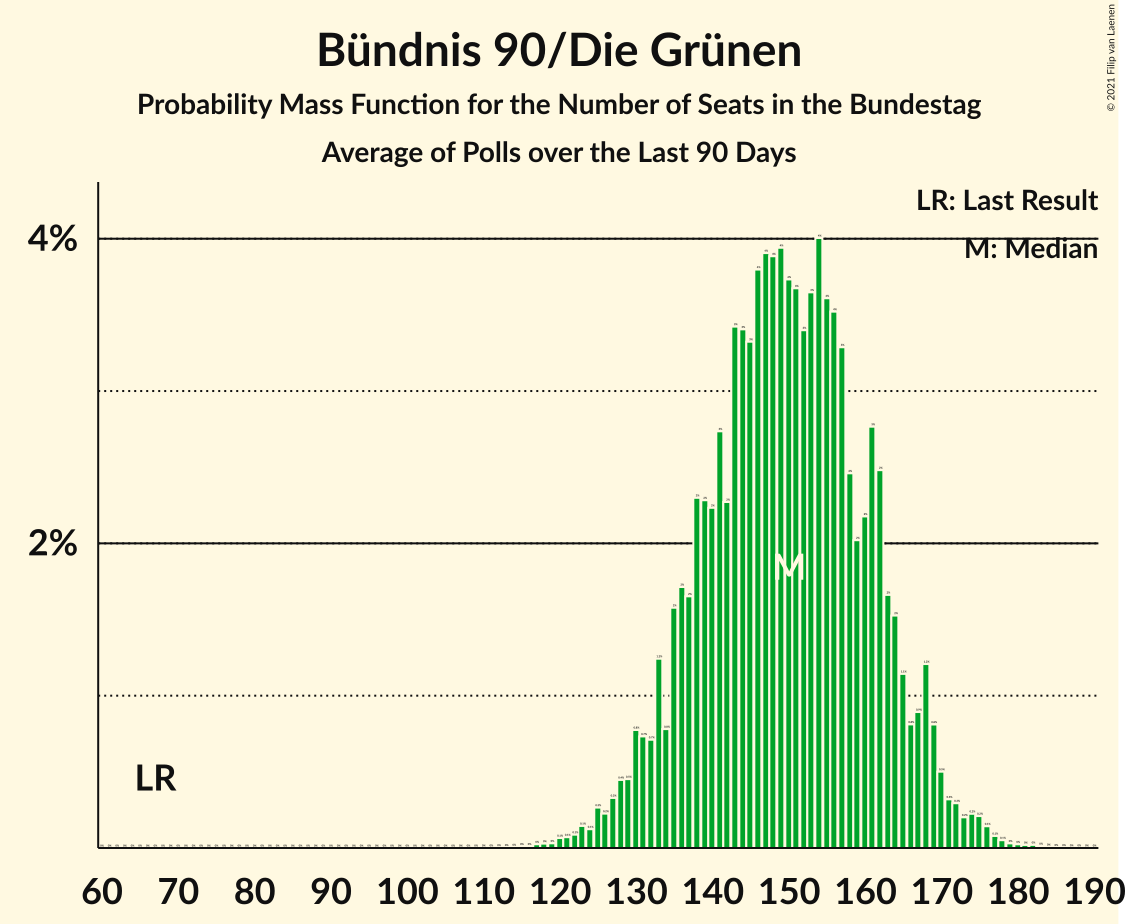 Bündnis 90/Die Grünen
Probability Mass Function for the Number of Seats in the Bundestag
Average of Polls over the Last 90 Days
© 2021 Filip van Laenen
LR: Last Result
M: Median
4%
2%
M
LR
60 70 80 90 100 110 120 130 140 150 160 170 180 190